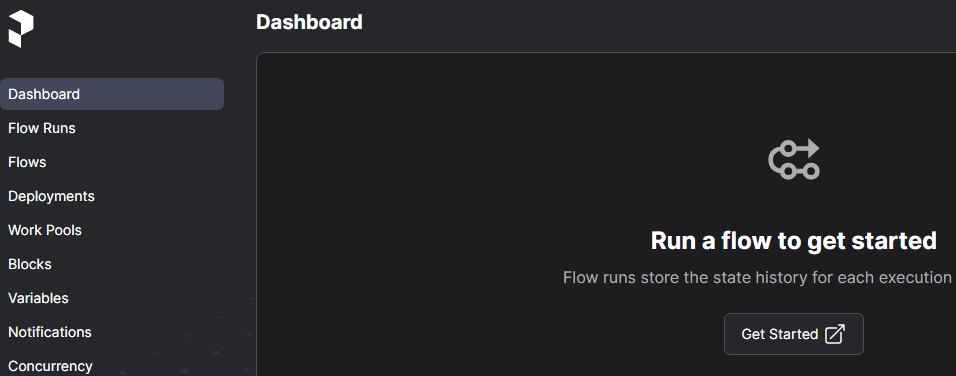 Dashboard
Dashboard
Flow Runs
Flows
Deployments
Work Pools
Blocks
Variables
Notifications
Concurrency
Run a flow to get started
Flow runs store the state history for each execution
Get Started